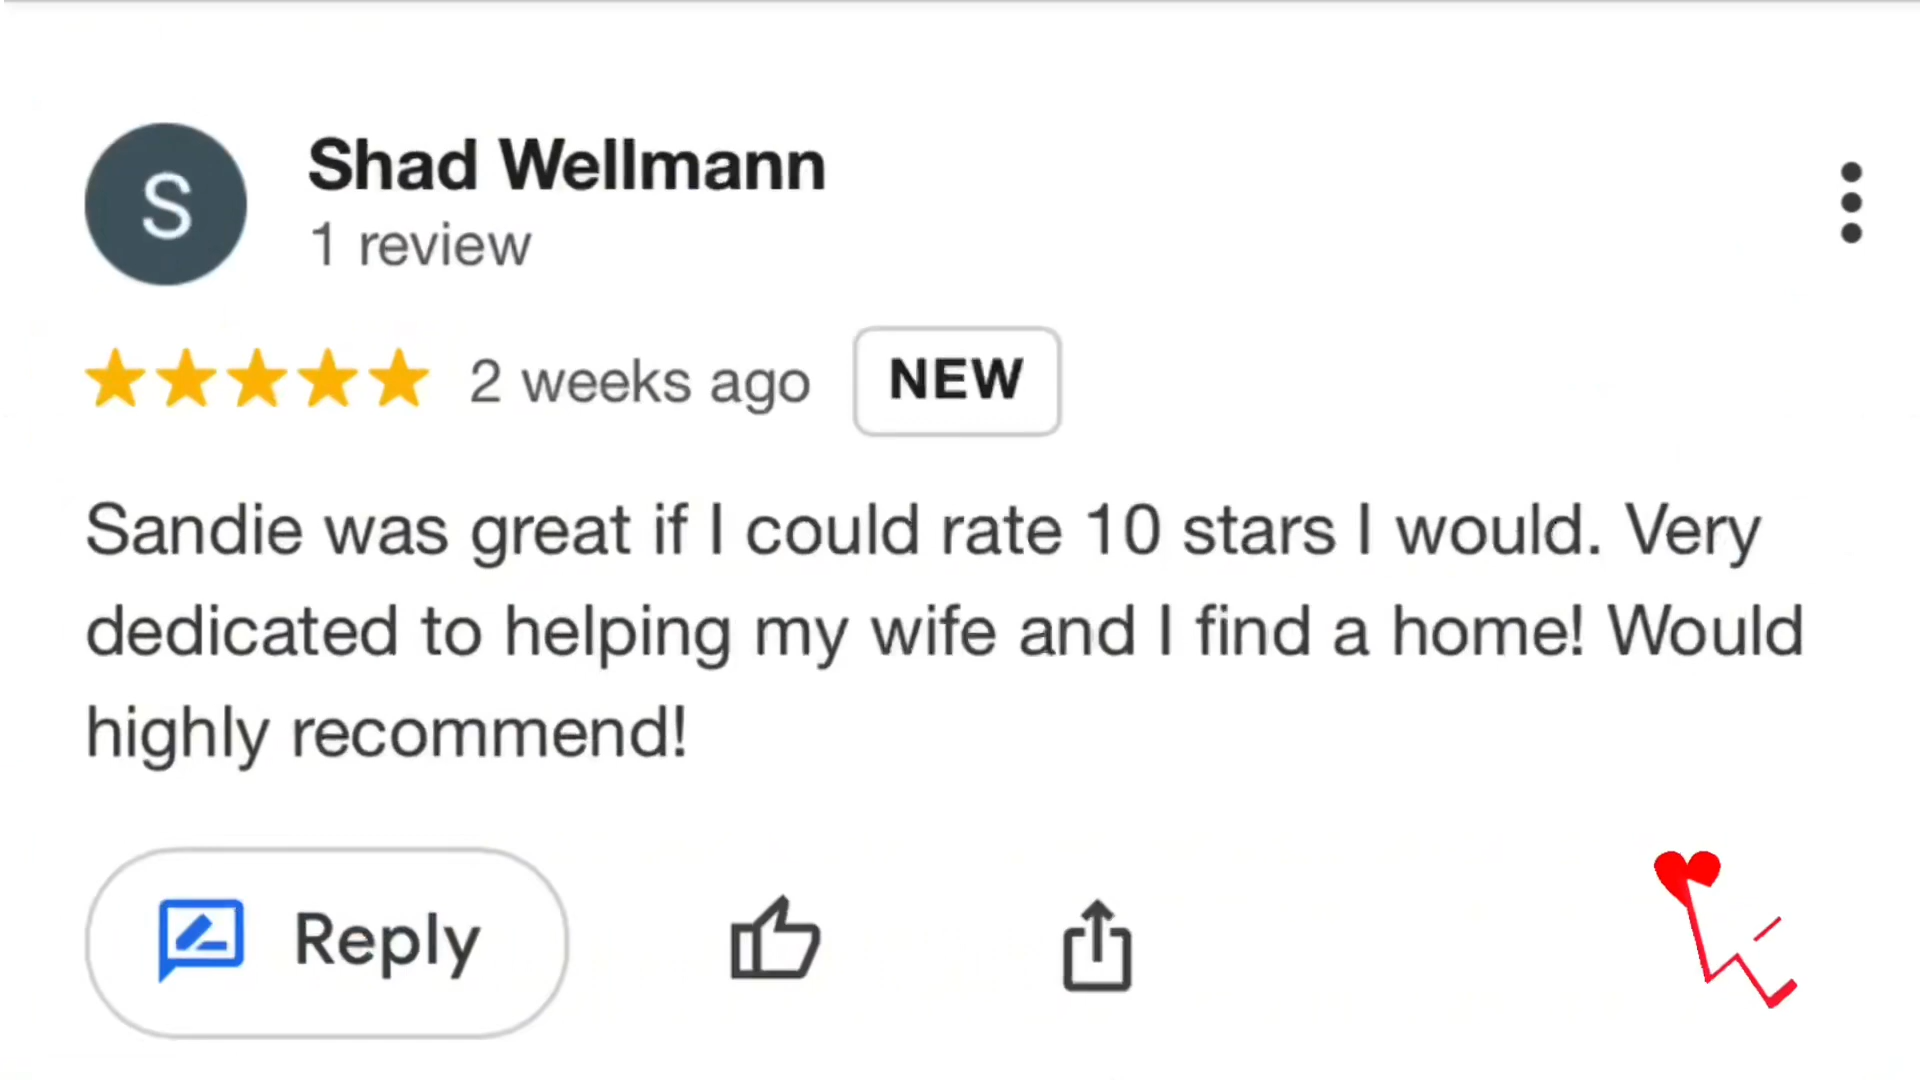 S
Shad Wellmann
1 review
2 weeks ago NEW
Sandie was great if I could rate 10 stars I would. Very
dedicated to helping my wife and I find a home! Would
highly recommend!
Reply